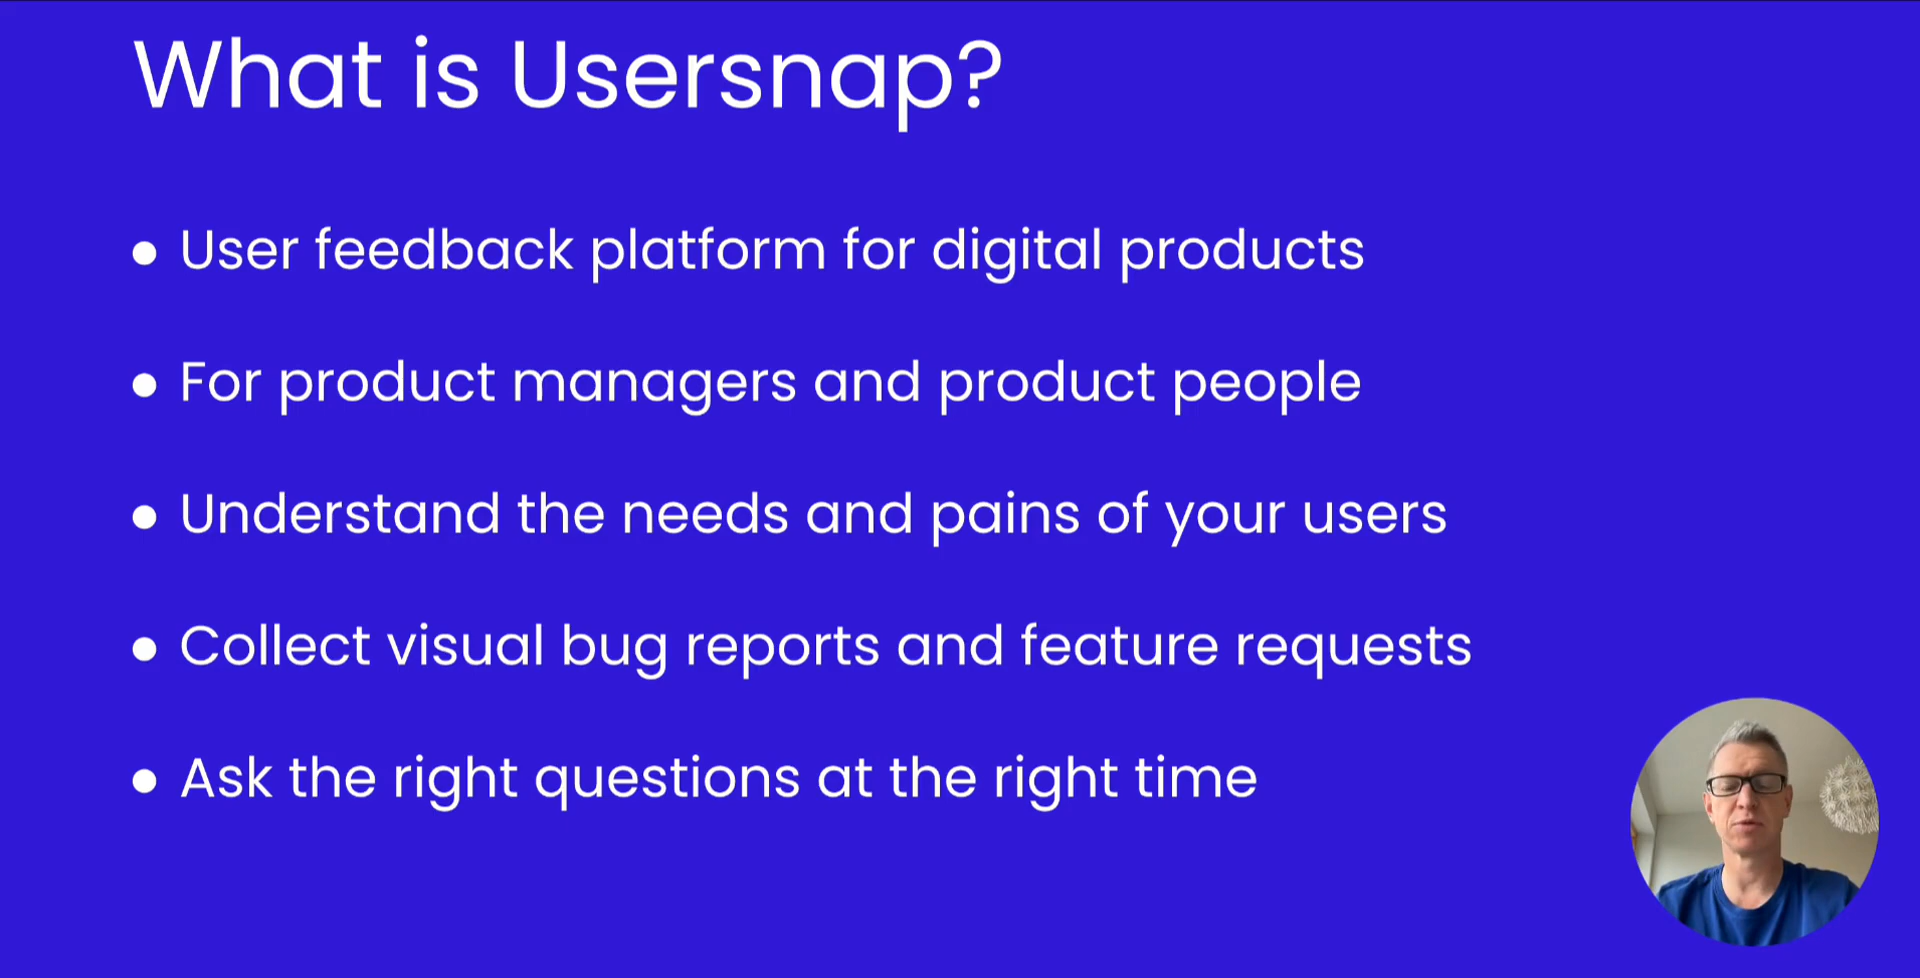 What is Usersnap?
● User feedback platform for digital products
● For product managers and product people
● Understand the needs and pains of your users
● Collect visual bug reports and feature requests
● Ask the right questions at the right time